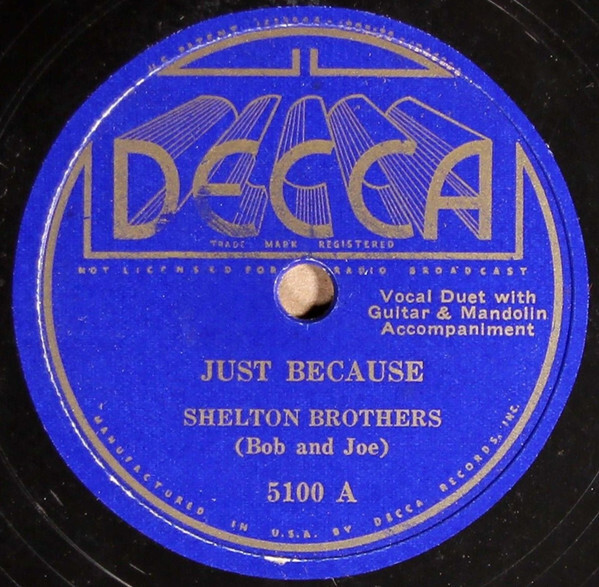 DECCA
TRADE MARK REGISTERED
NOT LICENSED FOR RADIO BROADCAST
Vocal Duet with
Guitar & Mandolin
Accompaniment
JUST BECAUSE
SHELTON BROTHERS
(Bob and Joe)
5100 A
MANUFACTURED IN U.S.A. BY DECCA RECORDS, INC.